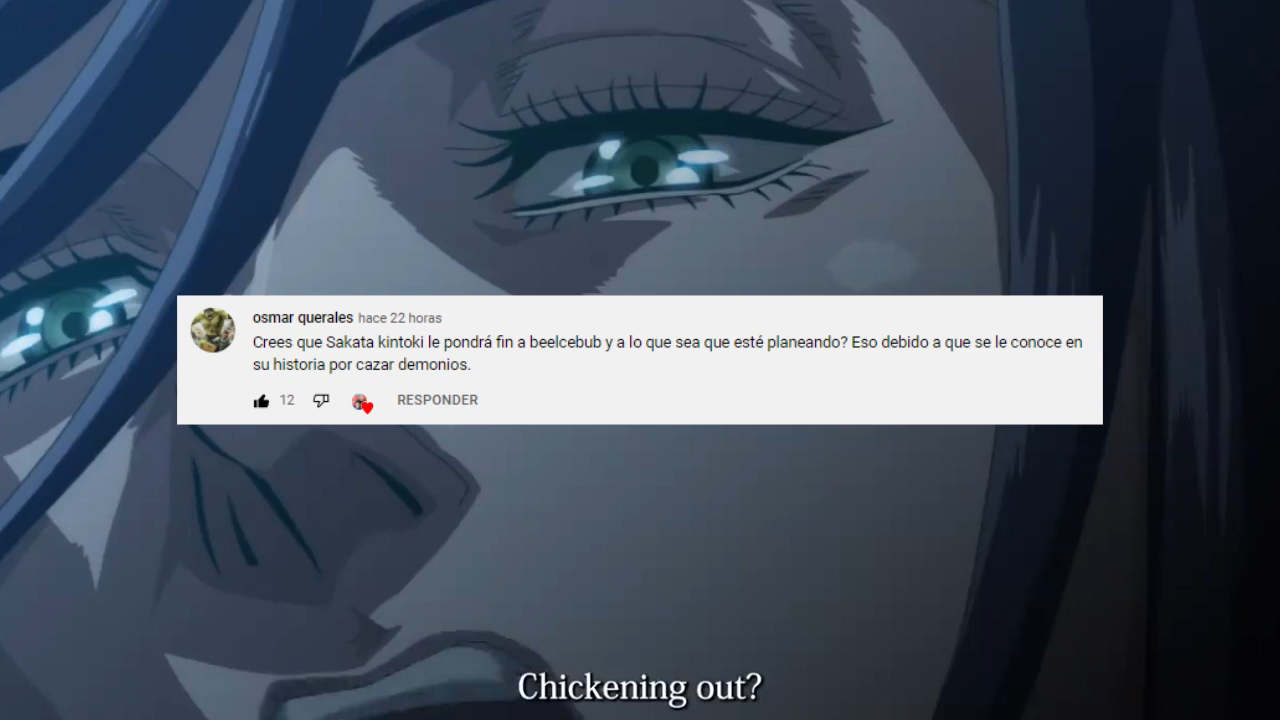 osmar querales hace 22 horas
Crees que Sakata kintoki le pondrá fin a beelcebub y a lo que sea que esté planeando? Eso debido a que se le conoce en
su historia por cazar demonios.
12 RESPONDER
Chickening out?